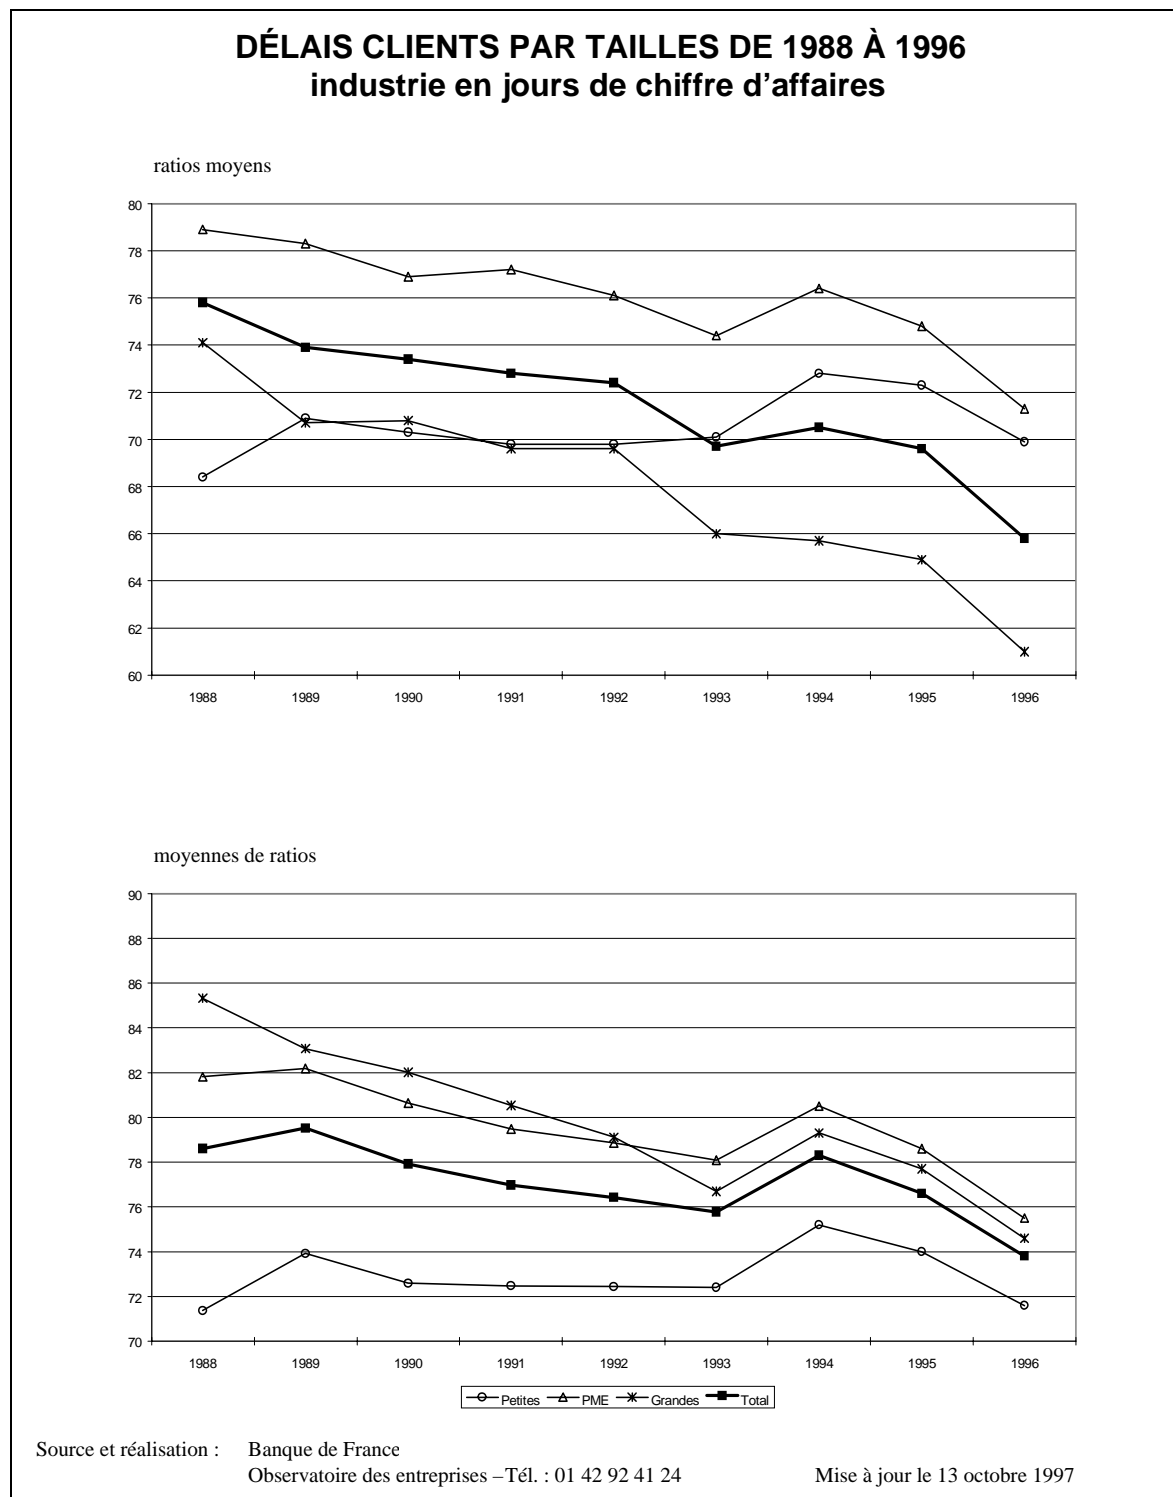 DÉLAIS CLIENTS PAR TAILLES DE 1988 À 1996
industrie en jours de chiffre d’affaires
ratios moyens
80
78
76
74
72
70
68
66
64
62
60
1988 1989 1990 1991 1992 1993 1994 1995 1996
moyennes de ratios
90
88
86
84
82
80
78
76
74
72
70
1988 1989 1990 1991 1992 1993 1994 1995 1996
Petites PME Grandes Total
Source et réalisation : Banque de France
Observatoire des entreprises –Tél. : 01 42 92 41 24 Mise à jour le 13 octobre 1997